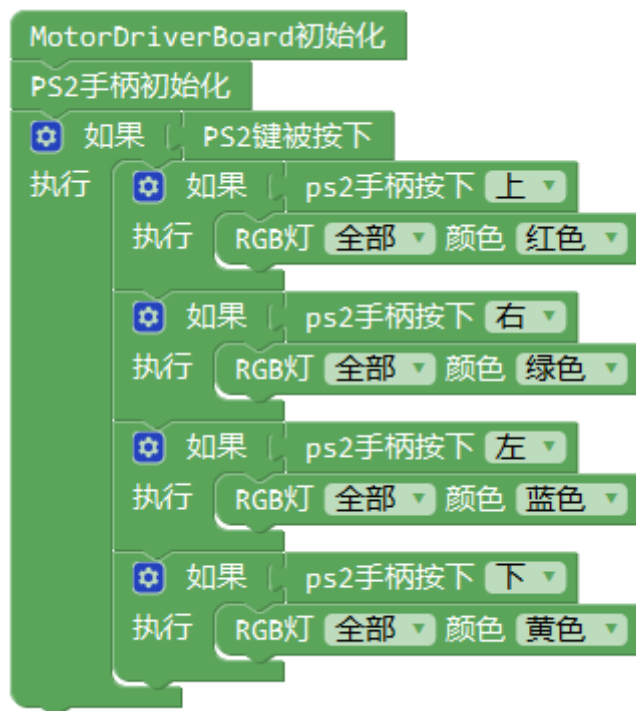 MotorDriverBoard初始化
PS2手柄初始化
如果 PS2键被按下
执行 如果 ps2手柄按下 上
执行 RGB灯 全部 颜色 红色
如果 ps2手柄按下 右
执行 RGB灯 全部 颜色 绿色
如果 ps2手柄按下 左
执行 RGB灯 全部 颜色 蓝色
如果 ps2手柄按下 下
执行 RGB灯 全部 颜色 黄色